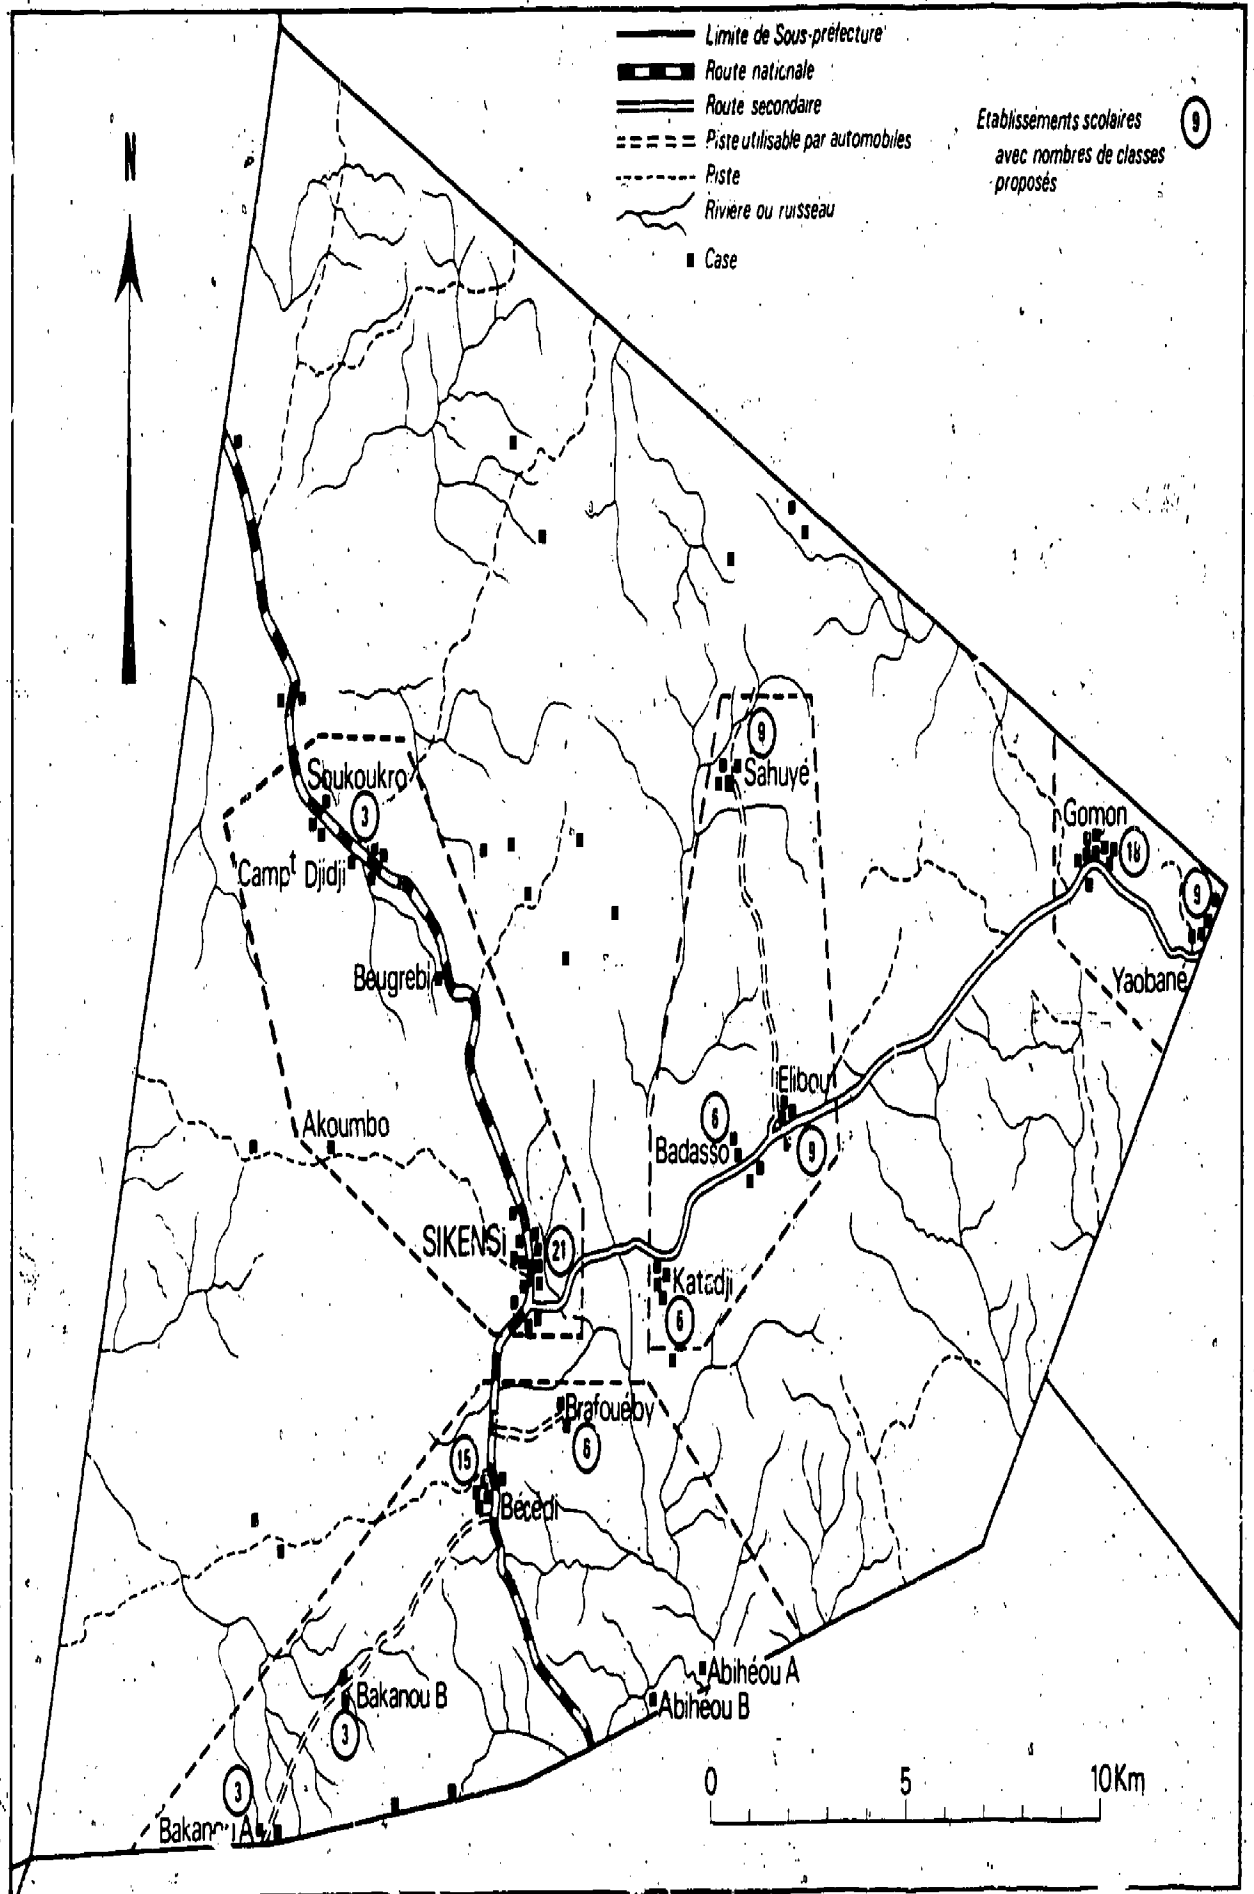 Limite de Sous-préfecture
Route nationale
Route secondaire
Piste utilisable par automobiles
Piste
Rivière ou ruisseau
Case
Etablissements scolaires
avec nombres de classes
proposés
9
N
9
Sahuyé
Soukoukro
3
Campt Djidji
Gomon
18
9
Yaobané
Beugrebi
Elibou
6
Badasso
9
Akoumbo
SIKENSi
21
Katadji
6
Brafouéby
6
15
Bécédi
Abihéou A
Abihéou B
Bakanou B
3
3
A
0 5 10Km